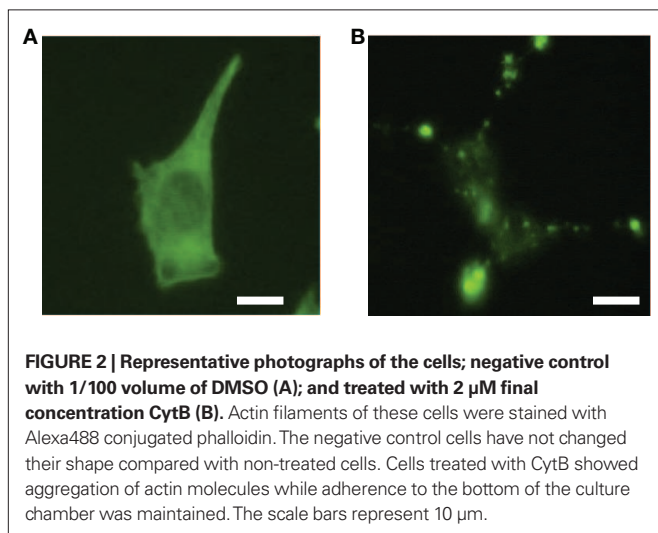 A
B
FIGURE 2 | Representative photographs of the cells; negative control
with 1/100 volume of DMSO (A); and treated with 2 µM final
concentration CytB (B). Actin filaments of these cells were stained with
Alexa488 conjugated phalloidin. The negative control cells have not changed
their shape compared with non-treated cells. Cells treated with CytB showed
aggregation of actin molecules while adherence to the bottom of the culture
chamber was maintained. The scale bars represent 10 µm.